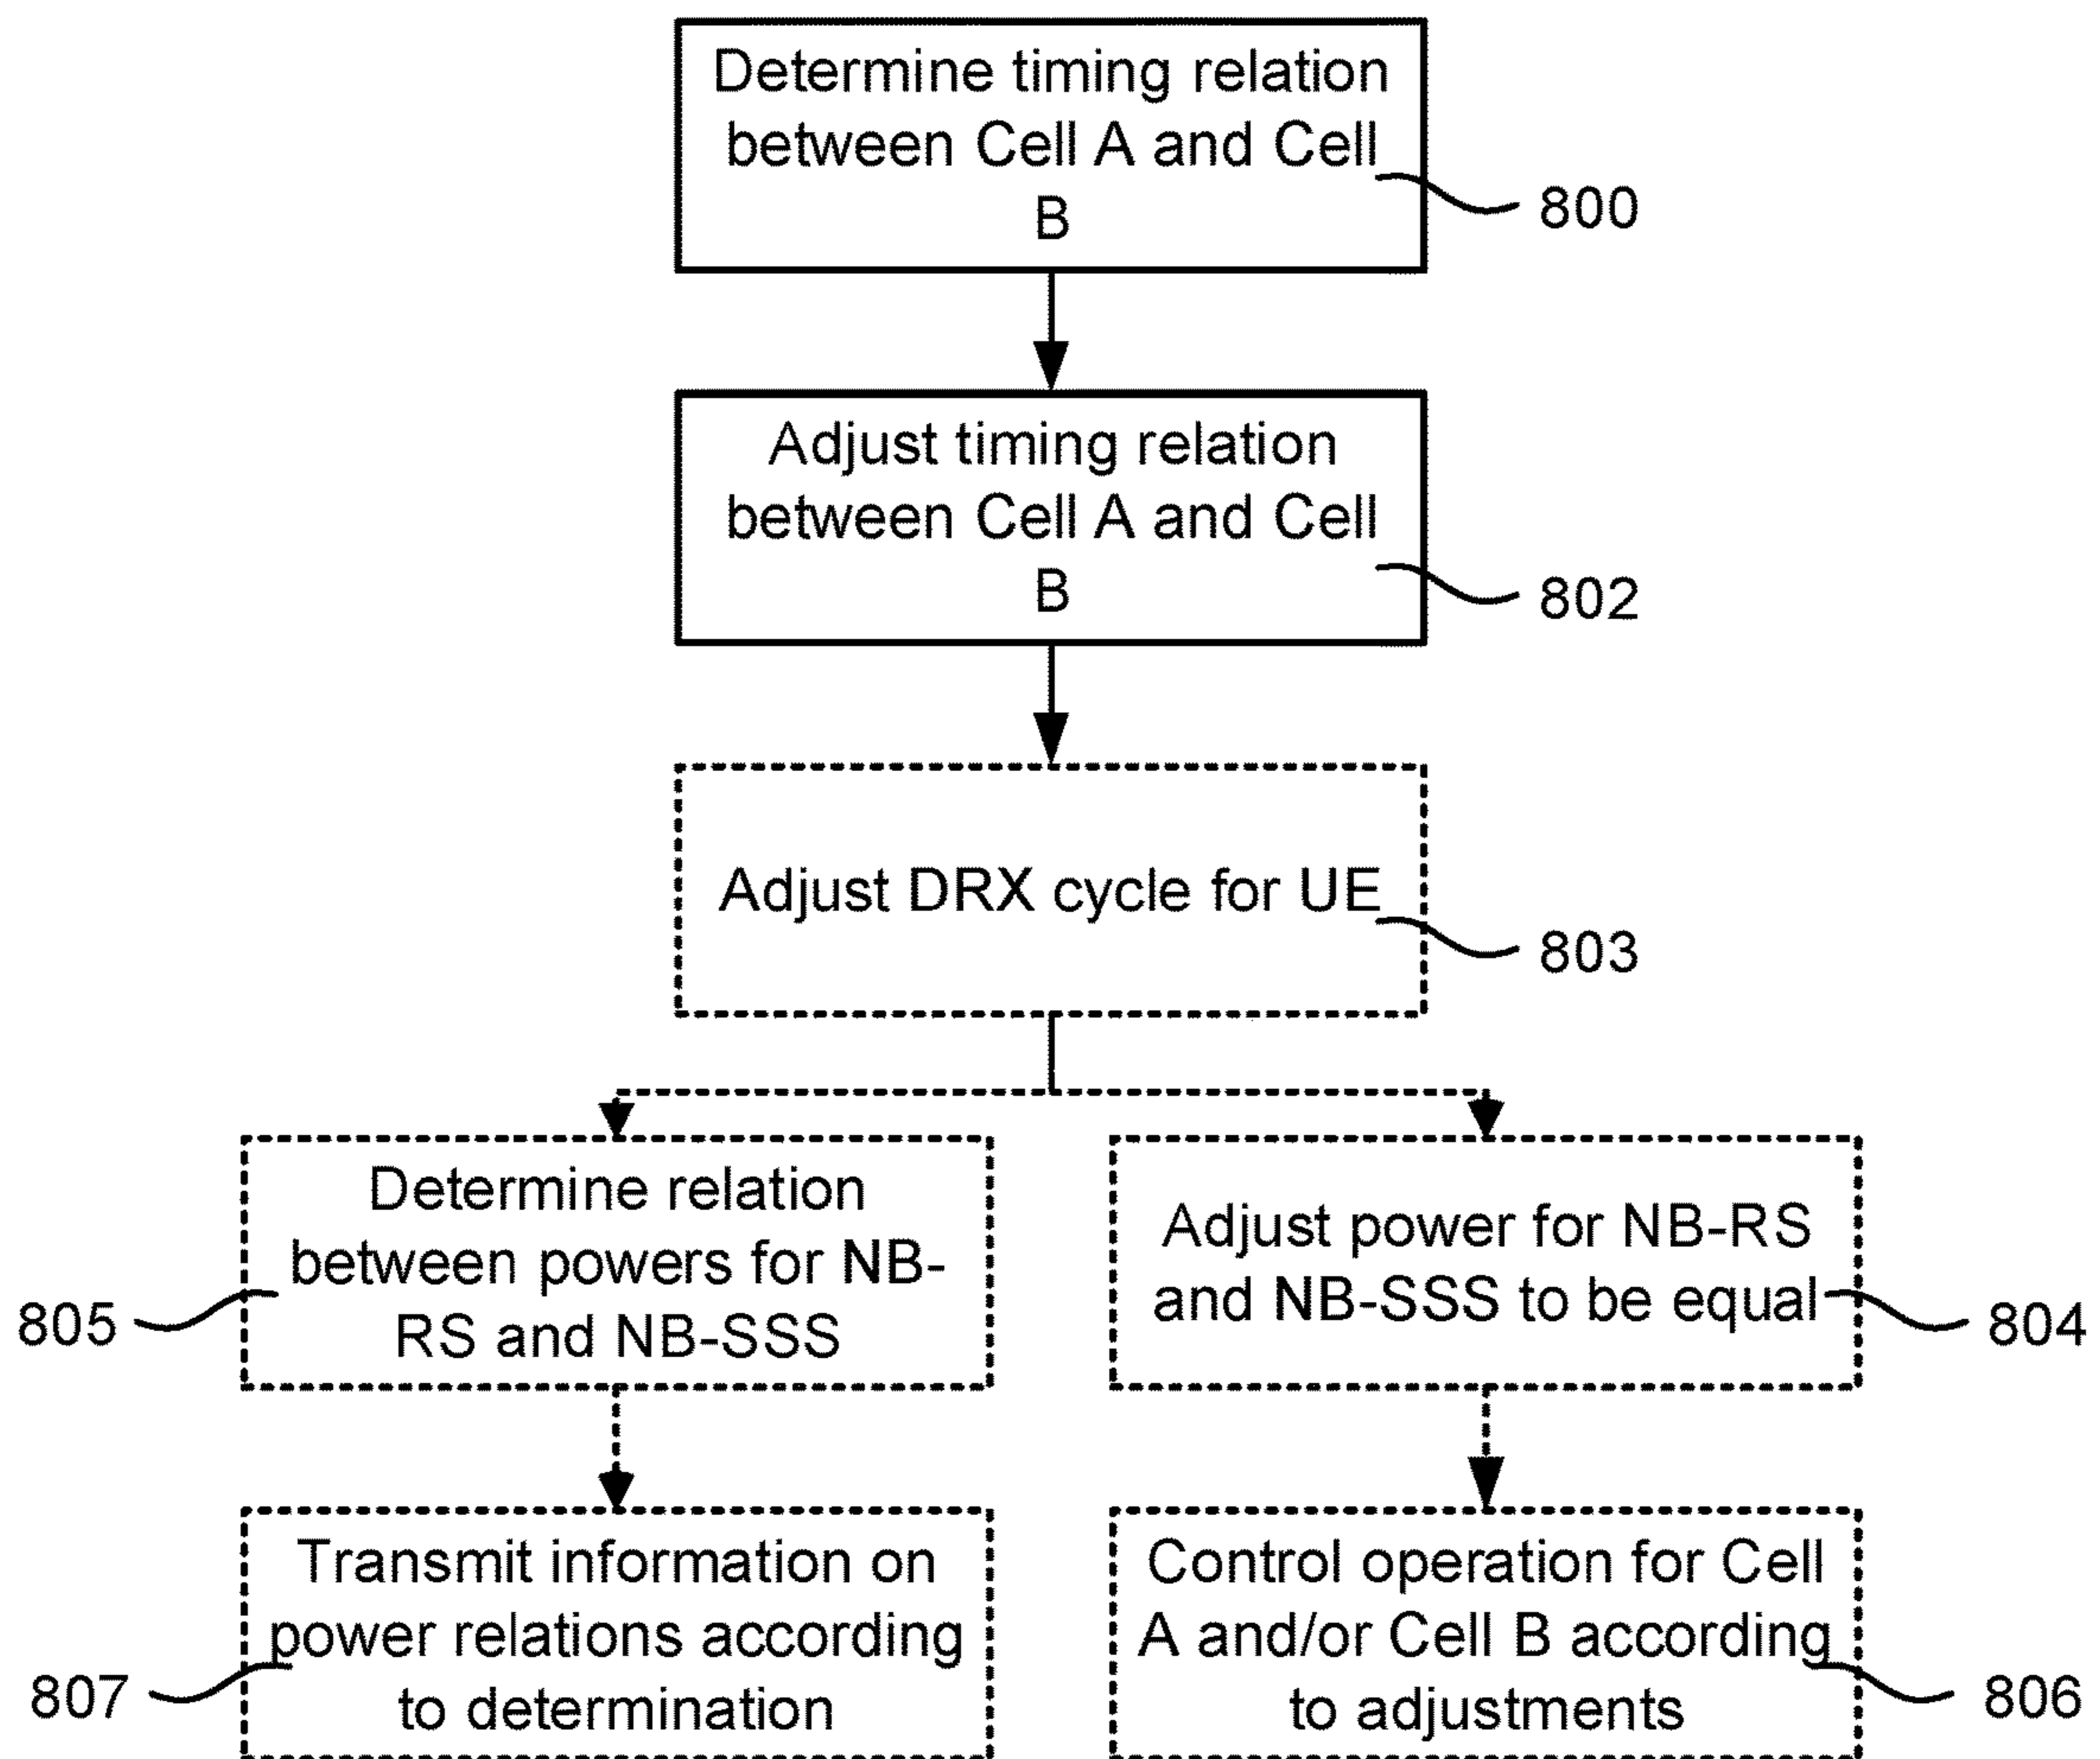 Determine timing relation
between Cell A and Cell
B
800
Adjust timing relation
between Cell A and Cell
B
802
Adjust DRX cycle for UE
803
Determine relation
between powers for NB-
RS and NB-SSS
805
Adjust power for NB-RS
and NB-SSS to be equal
804
Transmit information on
power relations according
to determination
807
Control operation for Cell
A and/or Cell B according
to adjustments
806